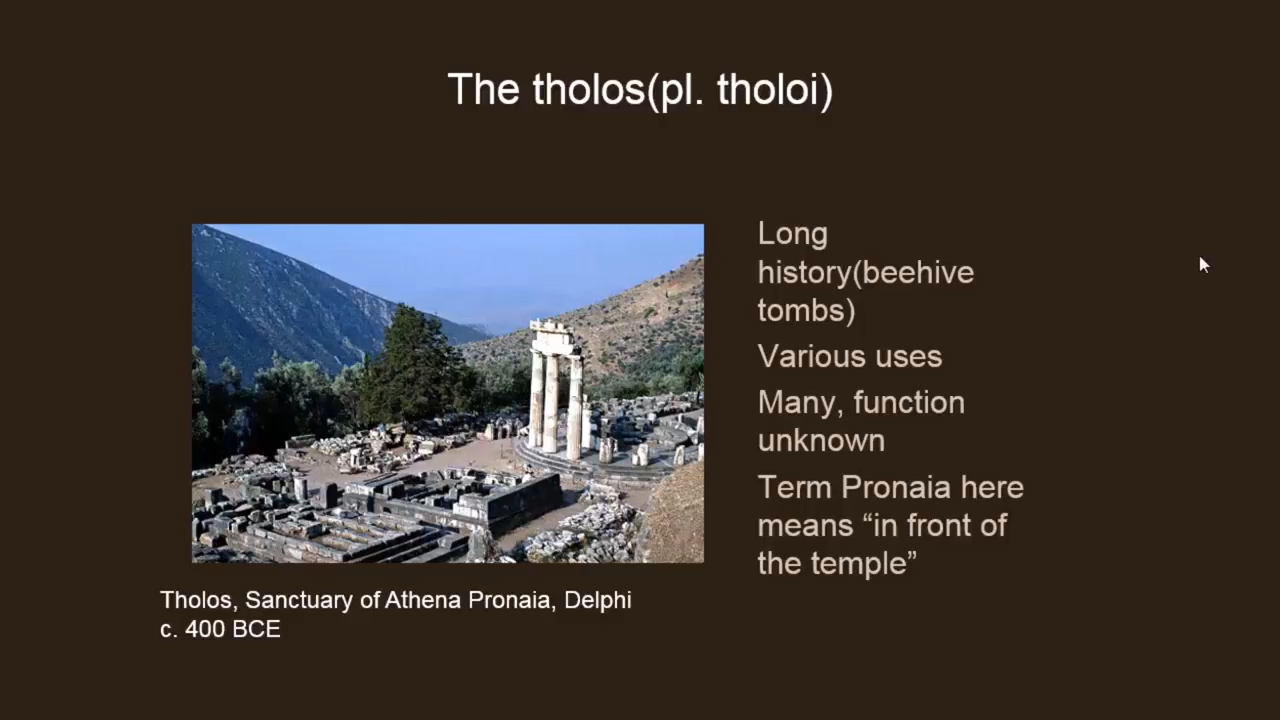 The tholos(pl. tholoi)
Long
history(beehive
tombs)
Various uses
Many, function
unknown
Term Pronaia here
means “in front of
the temple”
Tholos, Sanctuary of Athena Pronaia, Delphi
c. 400 BCE